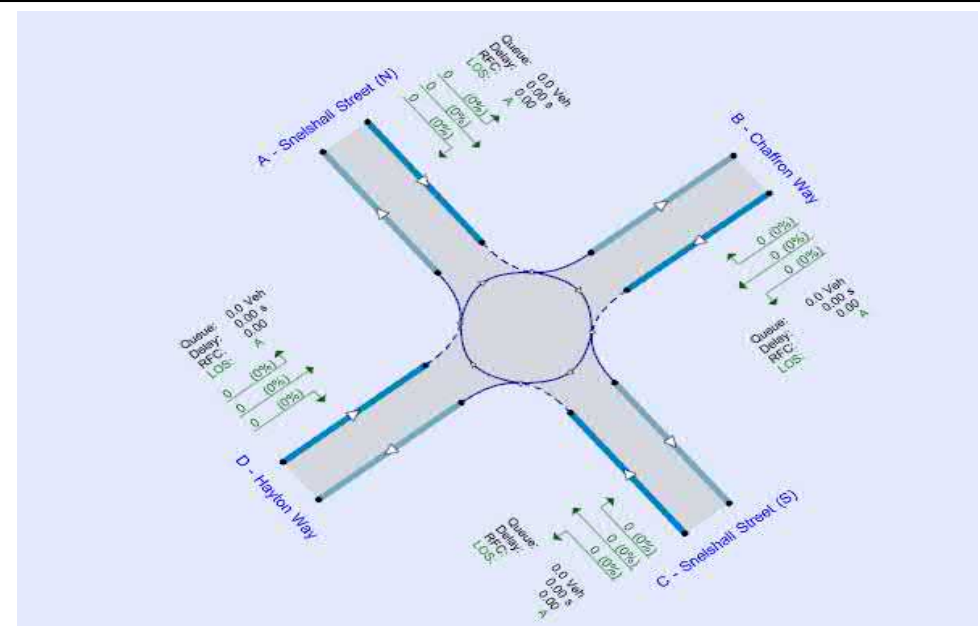 A - Snelshall Street (N)
Queue: 0.0 Veh
Delay: 0.00 s
RFC: 0.00
LOS: A
0 (0%)
0 (0%)
0 (0%)
B - Chaffron Way
0 (0%)
0 (0%)
0 (0%)
Queue: 0.0 Veh
Delay: 0.00 s
RFC: 0.00
LOS: A
Queue: 0.0 Veh
Delay: 0.00 s
RFC: 0.00
LOS: A
0 (0%)
0 (0%)
0 (0%)
D - Hayton Way
Queue: 0.0 Veh
Delay: 0.00 s
RFC: 0.00
LOS: A
0 (0%)
0 (0%)
0 (0%)
C - Snelshall Street (S)